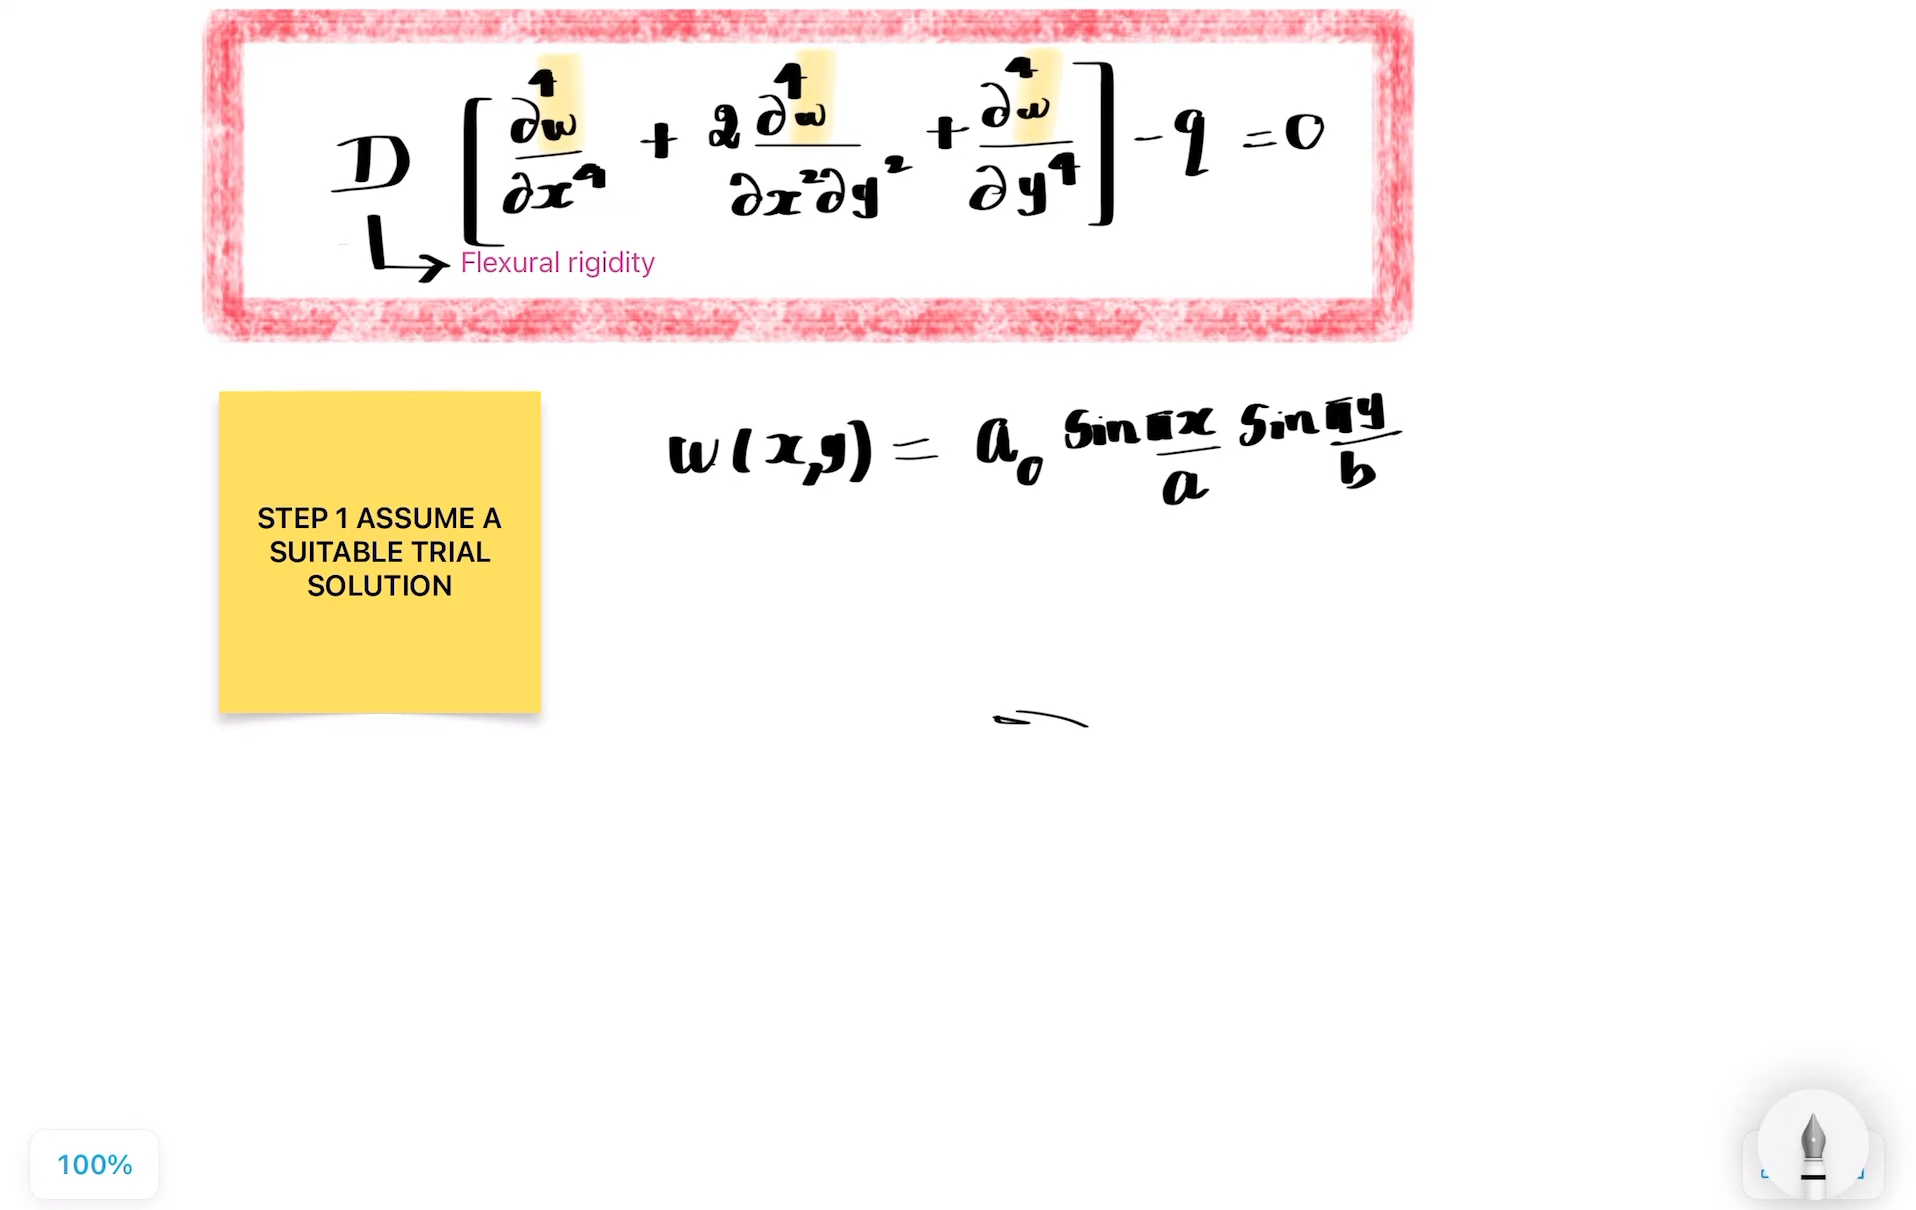 D [∂⁴w/∂x⁴ + 2 ∂⁴w/∂x²∂y² + ∂⁴w/∂y⁴] - q = 0
Flexural rigidity
STEP 1 ASSUME A
SUITABLE TRIAL
SOLUTION
w(x,y) = a₀ sin πx/a sin πy/b
100%